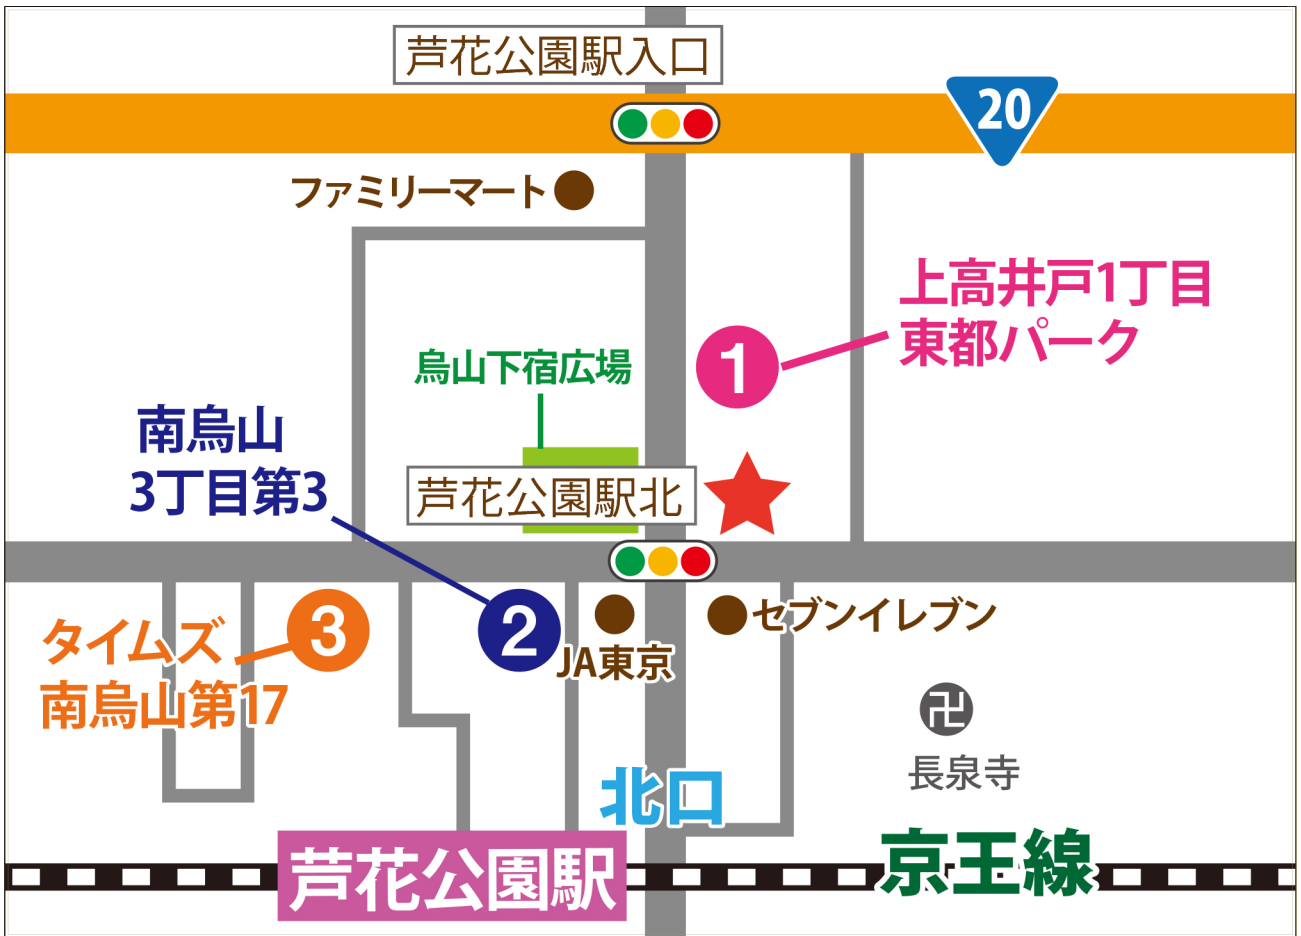 芦花公園駅入口
20
ファミリーマート
上高井戸1丁目
東都パーク
1
烏山下宿広場
南烏山
3丁目第3
芦花公園駅北
タイムズ
南烏山第17
3
2
JA東京
セブンイレブン
卍
長泉寺
北口
芦花公園駅
京王線